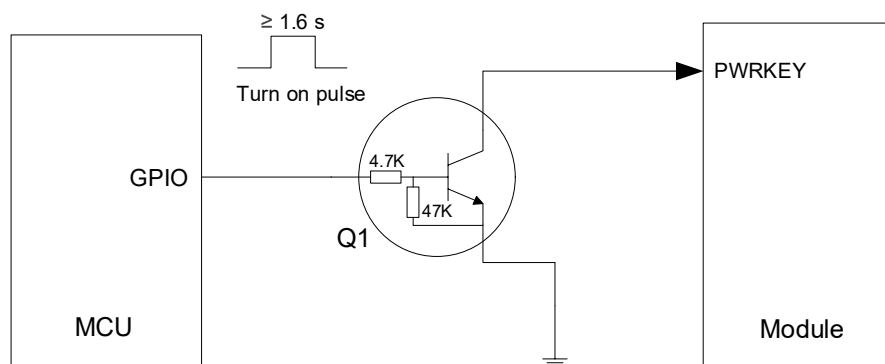 ≥ 1.6 s
Turn on pulse
PWRKEY
GPIO
4.7K
47K
Q1
MCU
Module